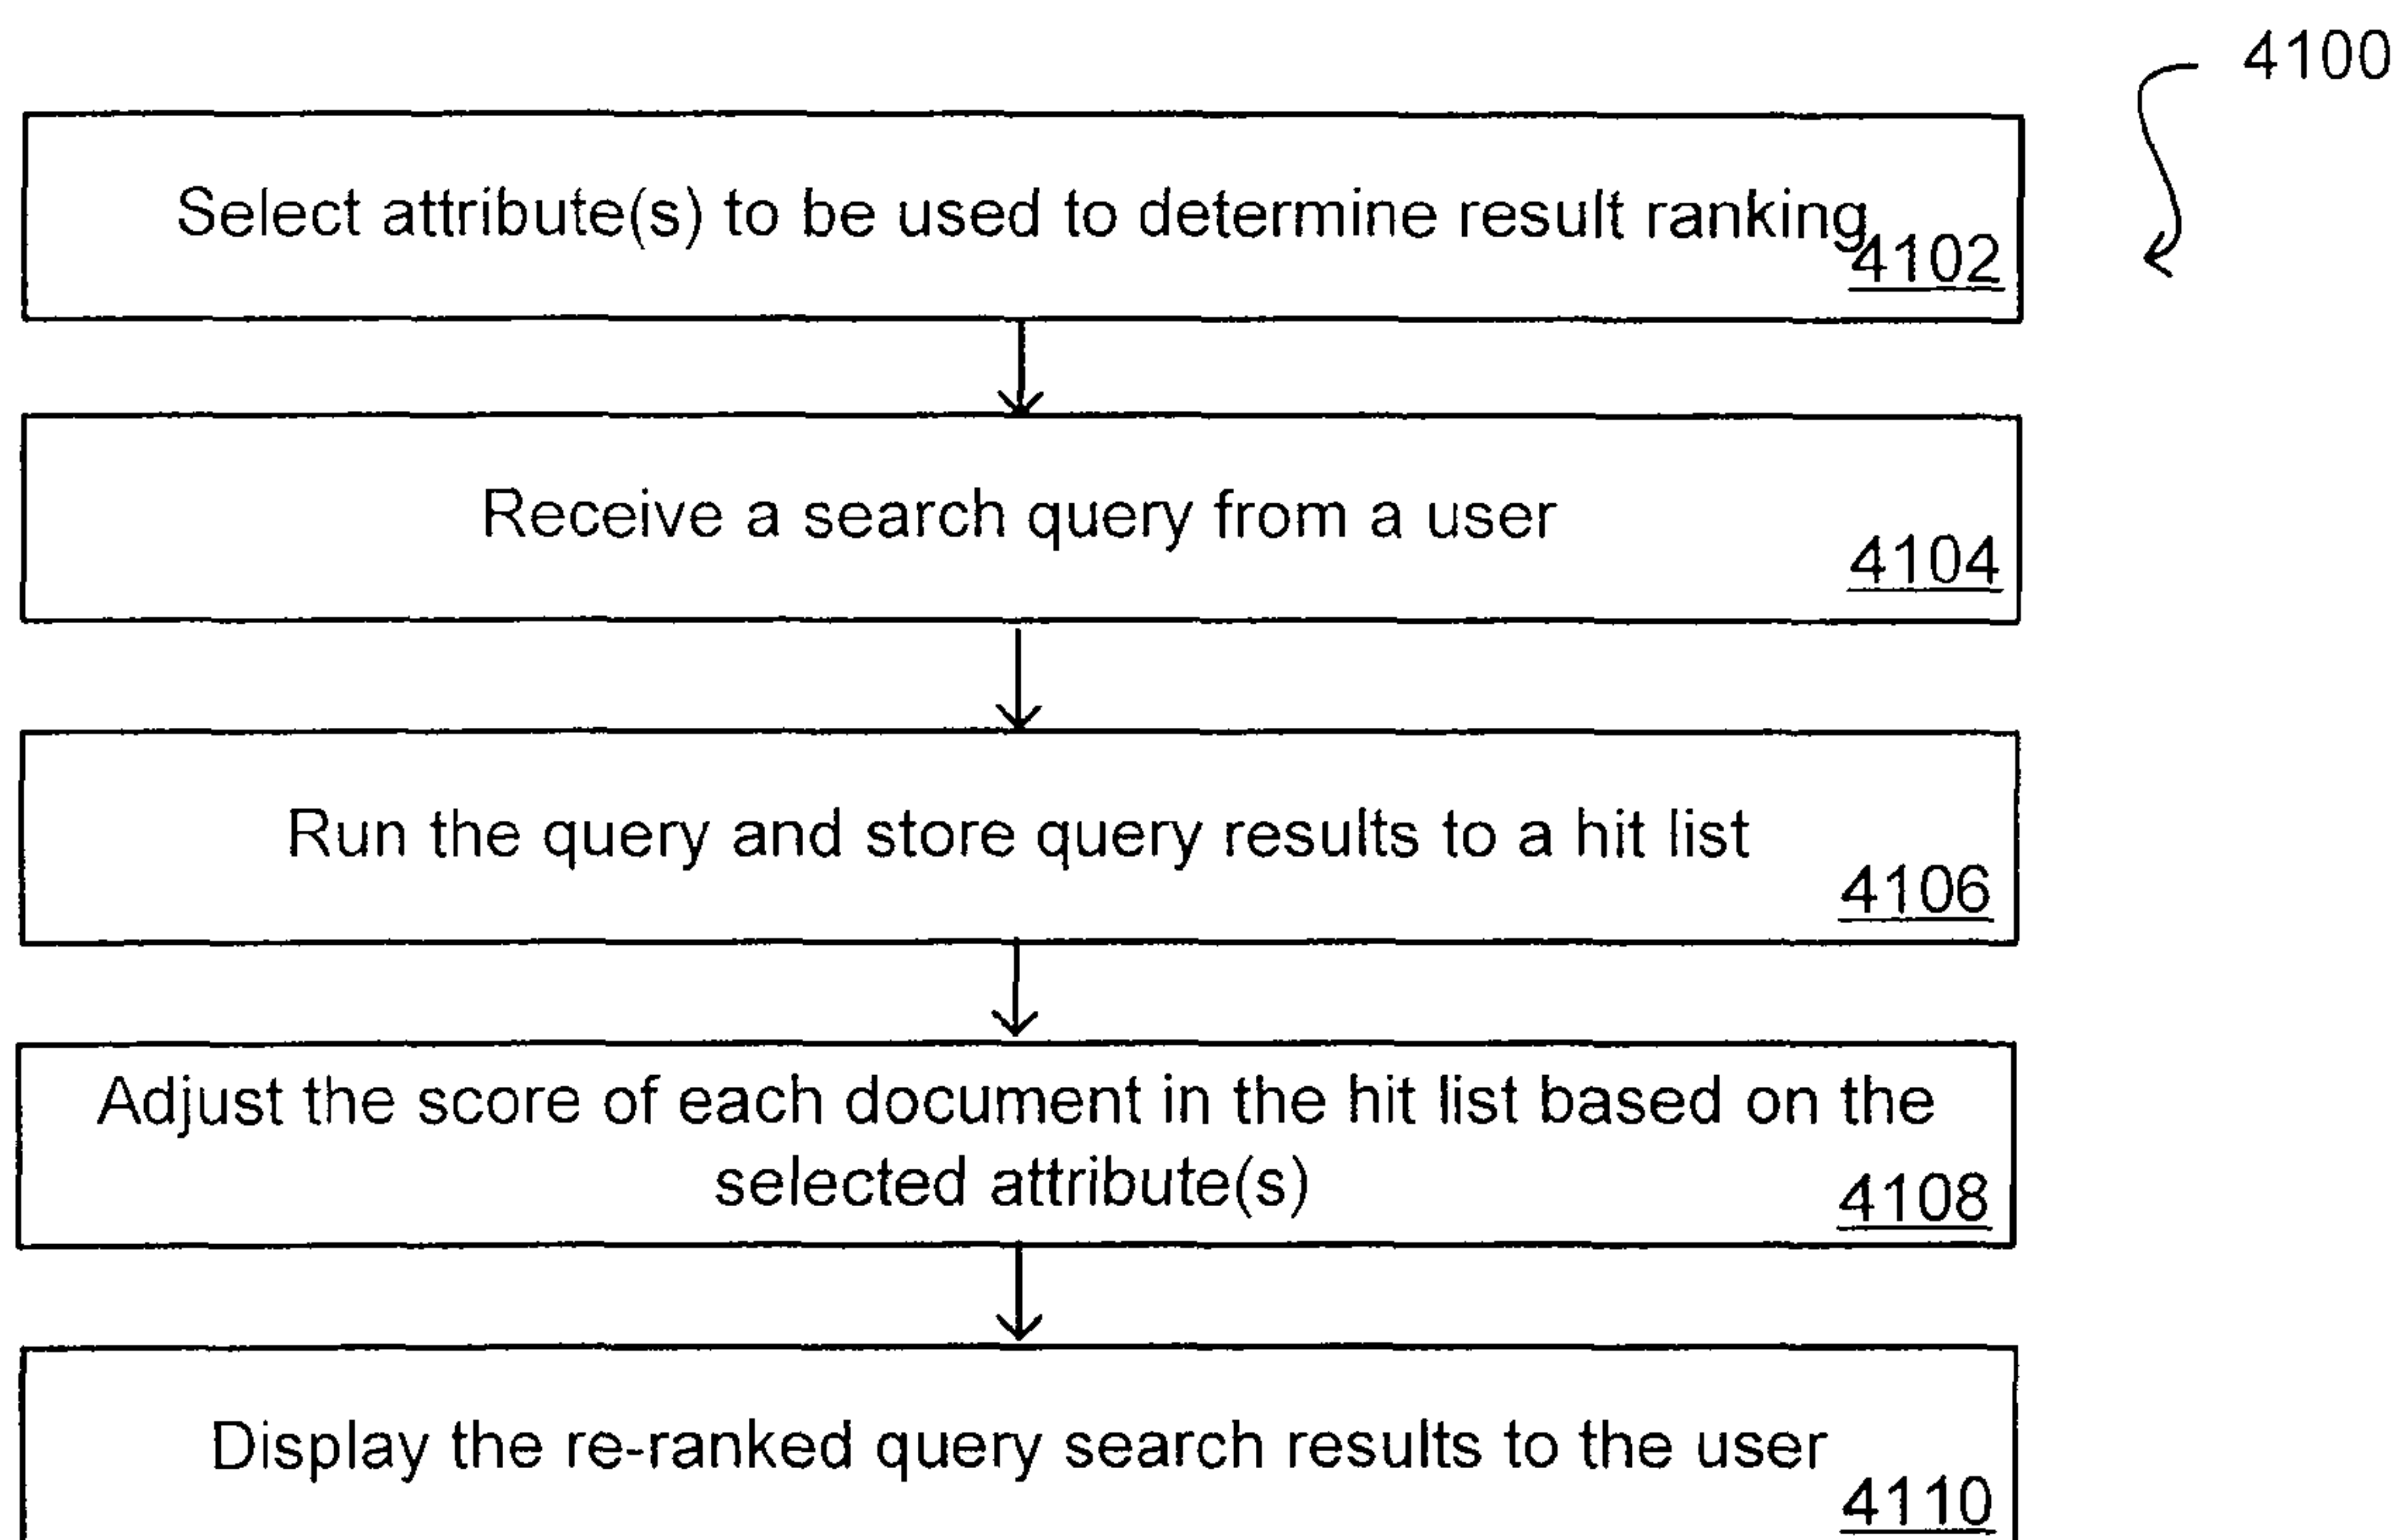 4100
Select attribute(s) to be used to determine result ranking
4102
Receive a search query from a user
4104
Run the query and store query results to a hit list
4106
Adjust the score of each document in the hit list based on the
selected attribute(s)
4108
Display the re-ranked query search results to the user
4110